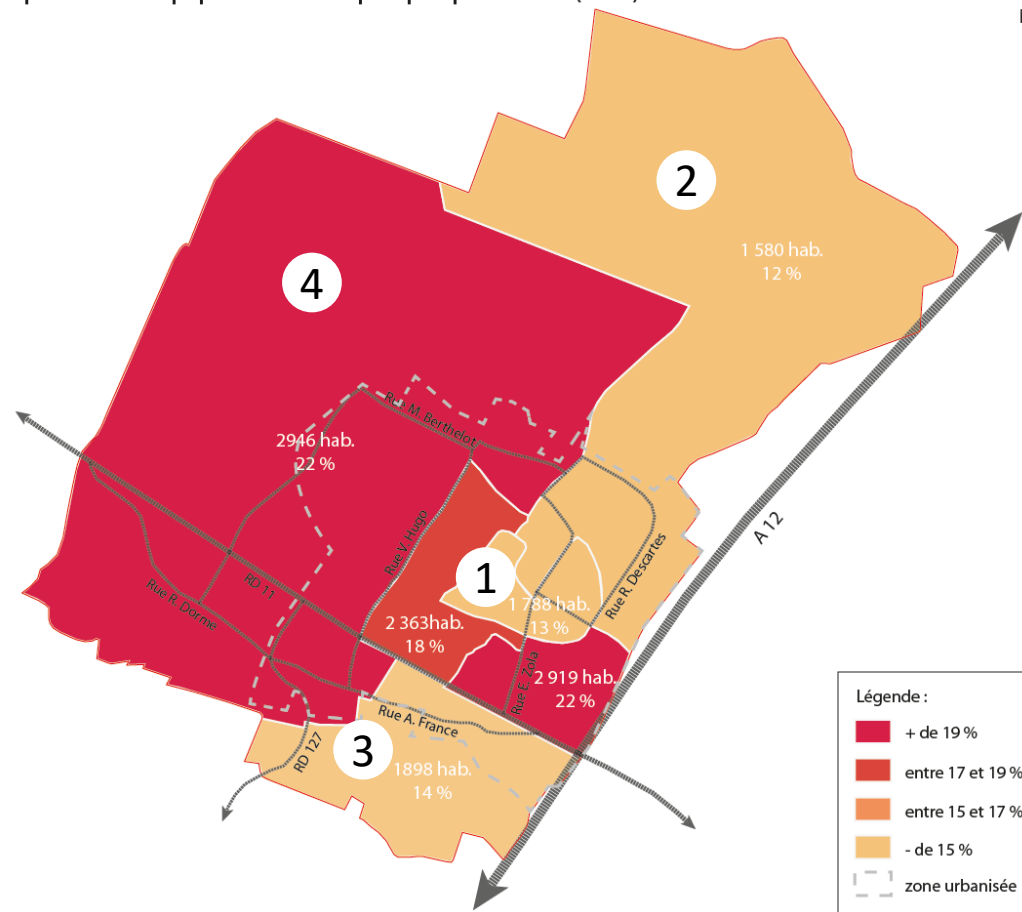 2
1 580 hab.
12 %
4
Rue M. Berthelot
2946 hab.
22 %
A 12
Rue V. Hugo
Rue R. Descartes
RD 11
1
Rue R. Dorme
1 788 hab.
13 %
2 363hab.
18 %
Rue E. Zola
2 919 hab.
22 %
Rue A. France
RD 127
3
1898 hab.
14 %
Légende :
+ de 19 %
entre 17 et 19 %
entre 15 et 17 %
- de 15 %
zone urbanisée